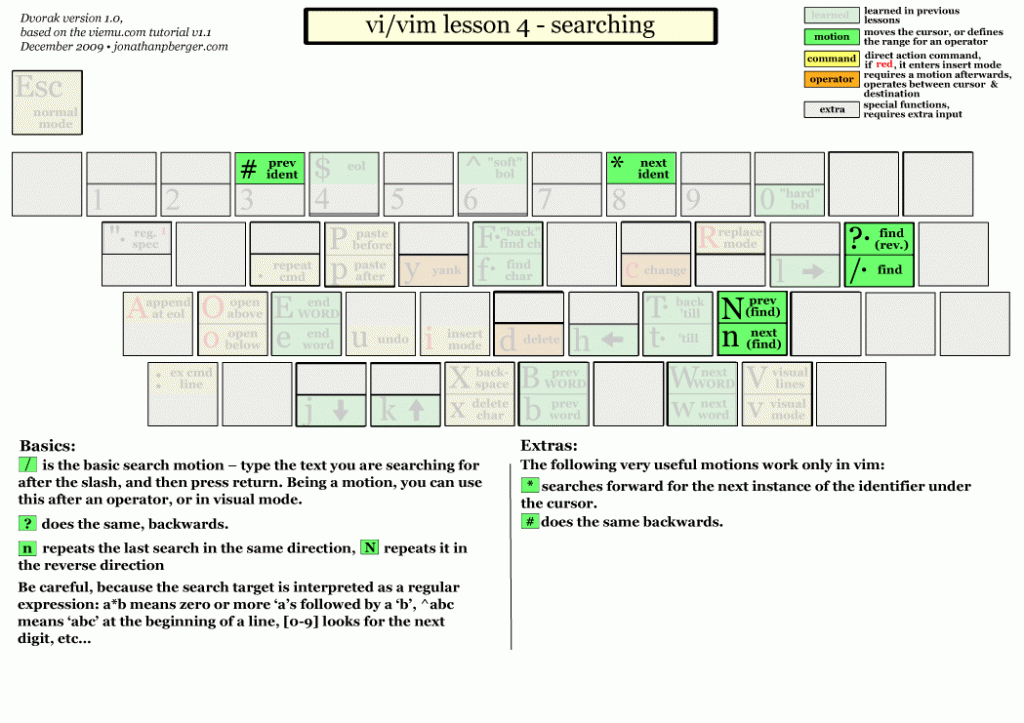 Dvorak version 1.0,
based on the viemu.com tutorial v1.1
December 2009 • jonathanpberger.com
vi/vim lesson 4 - searching
learned
learned in previous
lessons
motion
moves the cursor, or defines
the range for an operator
command
direct action command,
if red, it enters insert mode
operator
requires a motion afterwards,
operates between cursor &
destination
extra
special functions,
requires extra input
Esc
normal
mode
# prev
ident
$ eol
^ "soft"
bol
* next
ident
1 2 3 4 5 6 7 8 9 0 "hard"
bol
". reg. 1
spec
. repeat
cmd
P paste
before
p paste
after
y yank
F. "back"
find ch
f. find
char
c change
R replace
mode
l ➔
?. find
(rev.)
/. find
A append
at eol
O open
above
o open
below
E end
WORD
e end
word
u undo
i insert
mode
d delete
h ←
T. back
'till
t. 'till
N prev
(find)
n next
(find)
: ex cmd
line
j ↓
k ↑
X back-
space
x delete
char
B prev
WORD
b prev
word
W next
WORD
w next
word
V visual
lines
v visual
mode
Basics:
/ is the basic search motion – type the text you are searching for
after the slash, and then press return. Being a motion, you can use
this after an operator, or in visual mode.
? does the same, backwards.
n repeats the last search in the same direction, N repeats it in
the reverse direction
Be careful, because the search target is interpreted as a regular
expression: a*b means zero or more ‘a’s followed by a ‘b’, ^abc
means ‘abc’ at the beginning of a line, [0-9] looks for the next
digit, etc...
Extras:
The following very useful motions work only in vim:
* searches forward for the next instance of the identifier under
the cursor.
# does the same backwards.